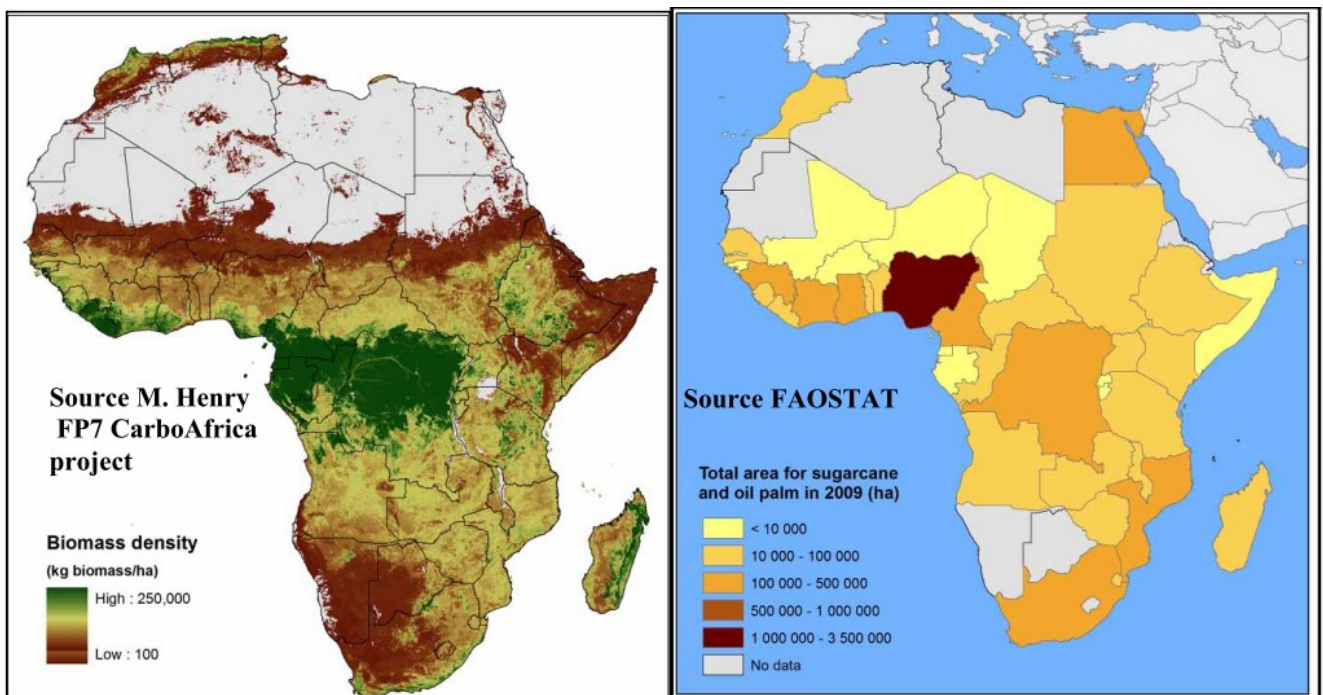 Source M. Henry
FP7 CarboAfrica
project
Biomass density
(kg biomass/ha)
High : 250,000
Low : 100
Source FAOSTAT
Total area for sugarcane
and oil palm in 2009 (ha)
< 10 000
10 000 - 100 000
100 000 - 500 000
500 000 - 1 000 000
1 000 000 - 3 500 000
No data